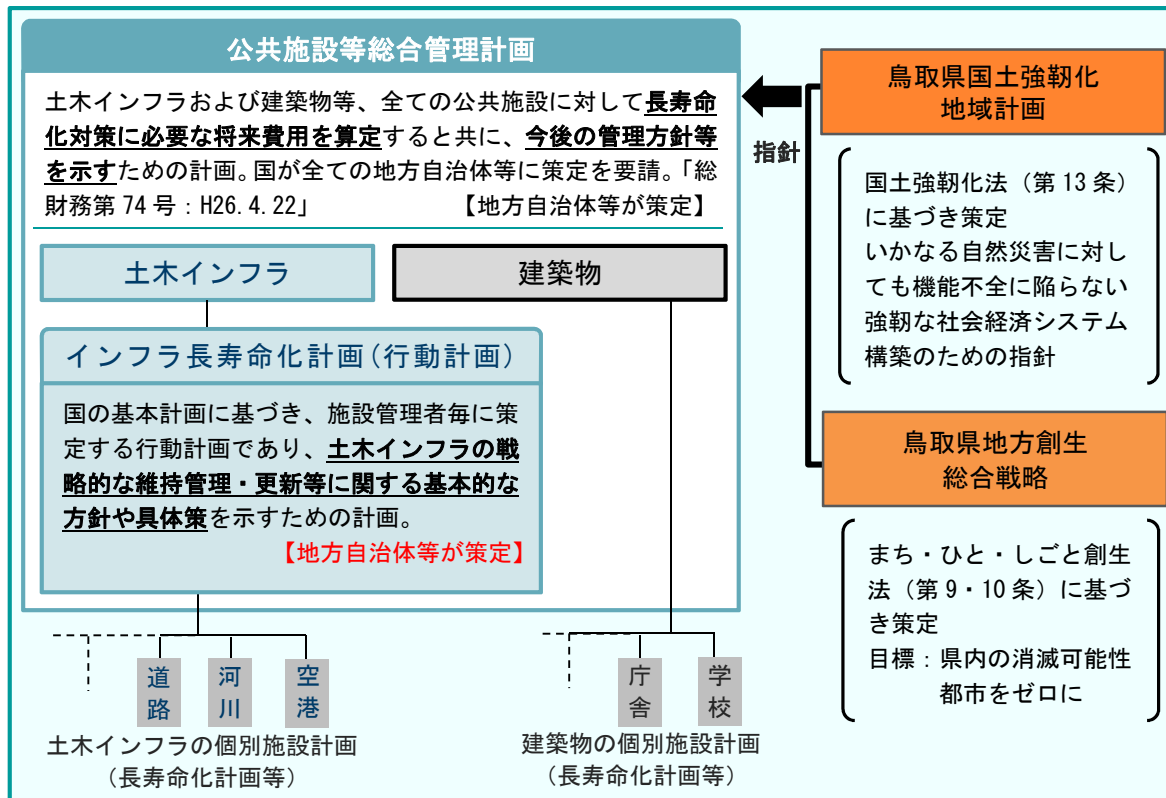 公共施設等総合管理計画
土木インフラおよび建築物等、全ての公共施設に対して長寿命
化対策に必要な将来費用を算定すると共に、今後の管理方針等
を示すための計画。国が全ての地方自治体等に策定を要請。「総
財務第 74 号：H26.4.22」 【地方自治体等が策定】
土木インフラ
建築物
インフラ長寿命化計画(行動計画)
国の基本計画に基づき、施設管理者毎に策
定する行動計画であり、土木インフラの戦
略的な維持管理・更新等に関する基本的な
方針や具体策を示すための計画。
【地方自治体等が策定】
道路
河川
空港
土木インフラの個別施設計画
（長寿命化計画等）
庁舎
学校
建築物の個別施設計画
（長寿命化計画等）
指針
鳥取県国土強靭化
地域計画
国土強靭化法（第 13 条）
に基づき策定
いかなる自然災害に対し
ても機能不全に陥らない
強靭な社会経済システム
構築のための指針
鳥取県地方創生
総合戦略
まち・ひと・しごと創生
法（第 9・10 条）に基づ
き策定
目標：県内の消滅可能性
都市をゼロに